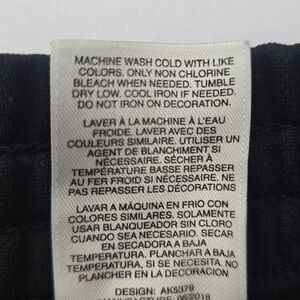 MACHINE WASH COLD WITH LIKE
COLORS. ONLY NON CHLORINE
BLEACH WHEN NEEDED. TUMBLE
DRY LOW. COOL IRON IF NEEDED.
DO NOT IRON ON DECORATION.
LAVER À LA MACHINE À L'EAU
FROIDE. LAVER AVEC DES
COULEURS SIMILAIRE. UTILISER UN
AGENT DE BLANCHIMENT SI
NÉCESSAIRE. SÉCHER À
TEMPÉRATURE BASSE REPASSER
AU FER FROID SI NÉCESSAIRE. NE
PAS REPASSER LES DÉCORATIONS
LAVAR A MÁQUINA EN FRIO CON
COLORES SIMILARES. SOLAMENTE
USAR BLANQUEADOR SIN CLORO
CUANDO SEA NECESARIO. SECAR
EN SECADORA A BAJA
TEMPERATURA. PLANCHAR A BAJA
TEMPERATURA SI NECESITA, NO
PLANCHER EN LA DECORACION
DESIGN: AK5379
MANUFACTURE: 06/2018